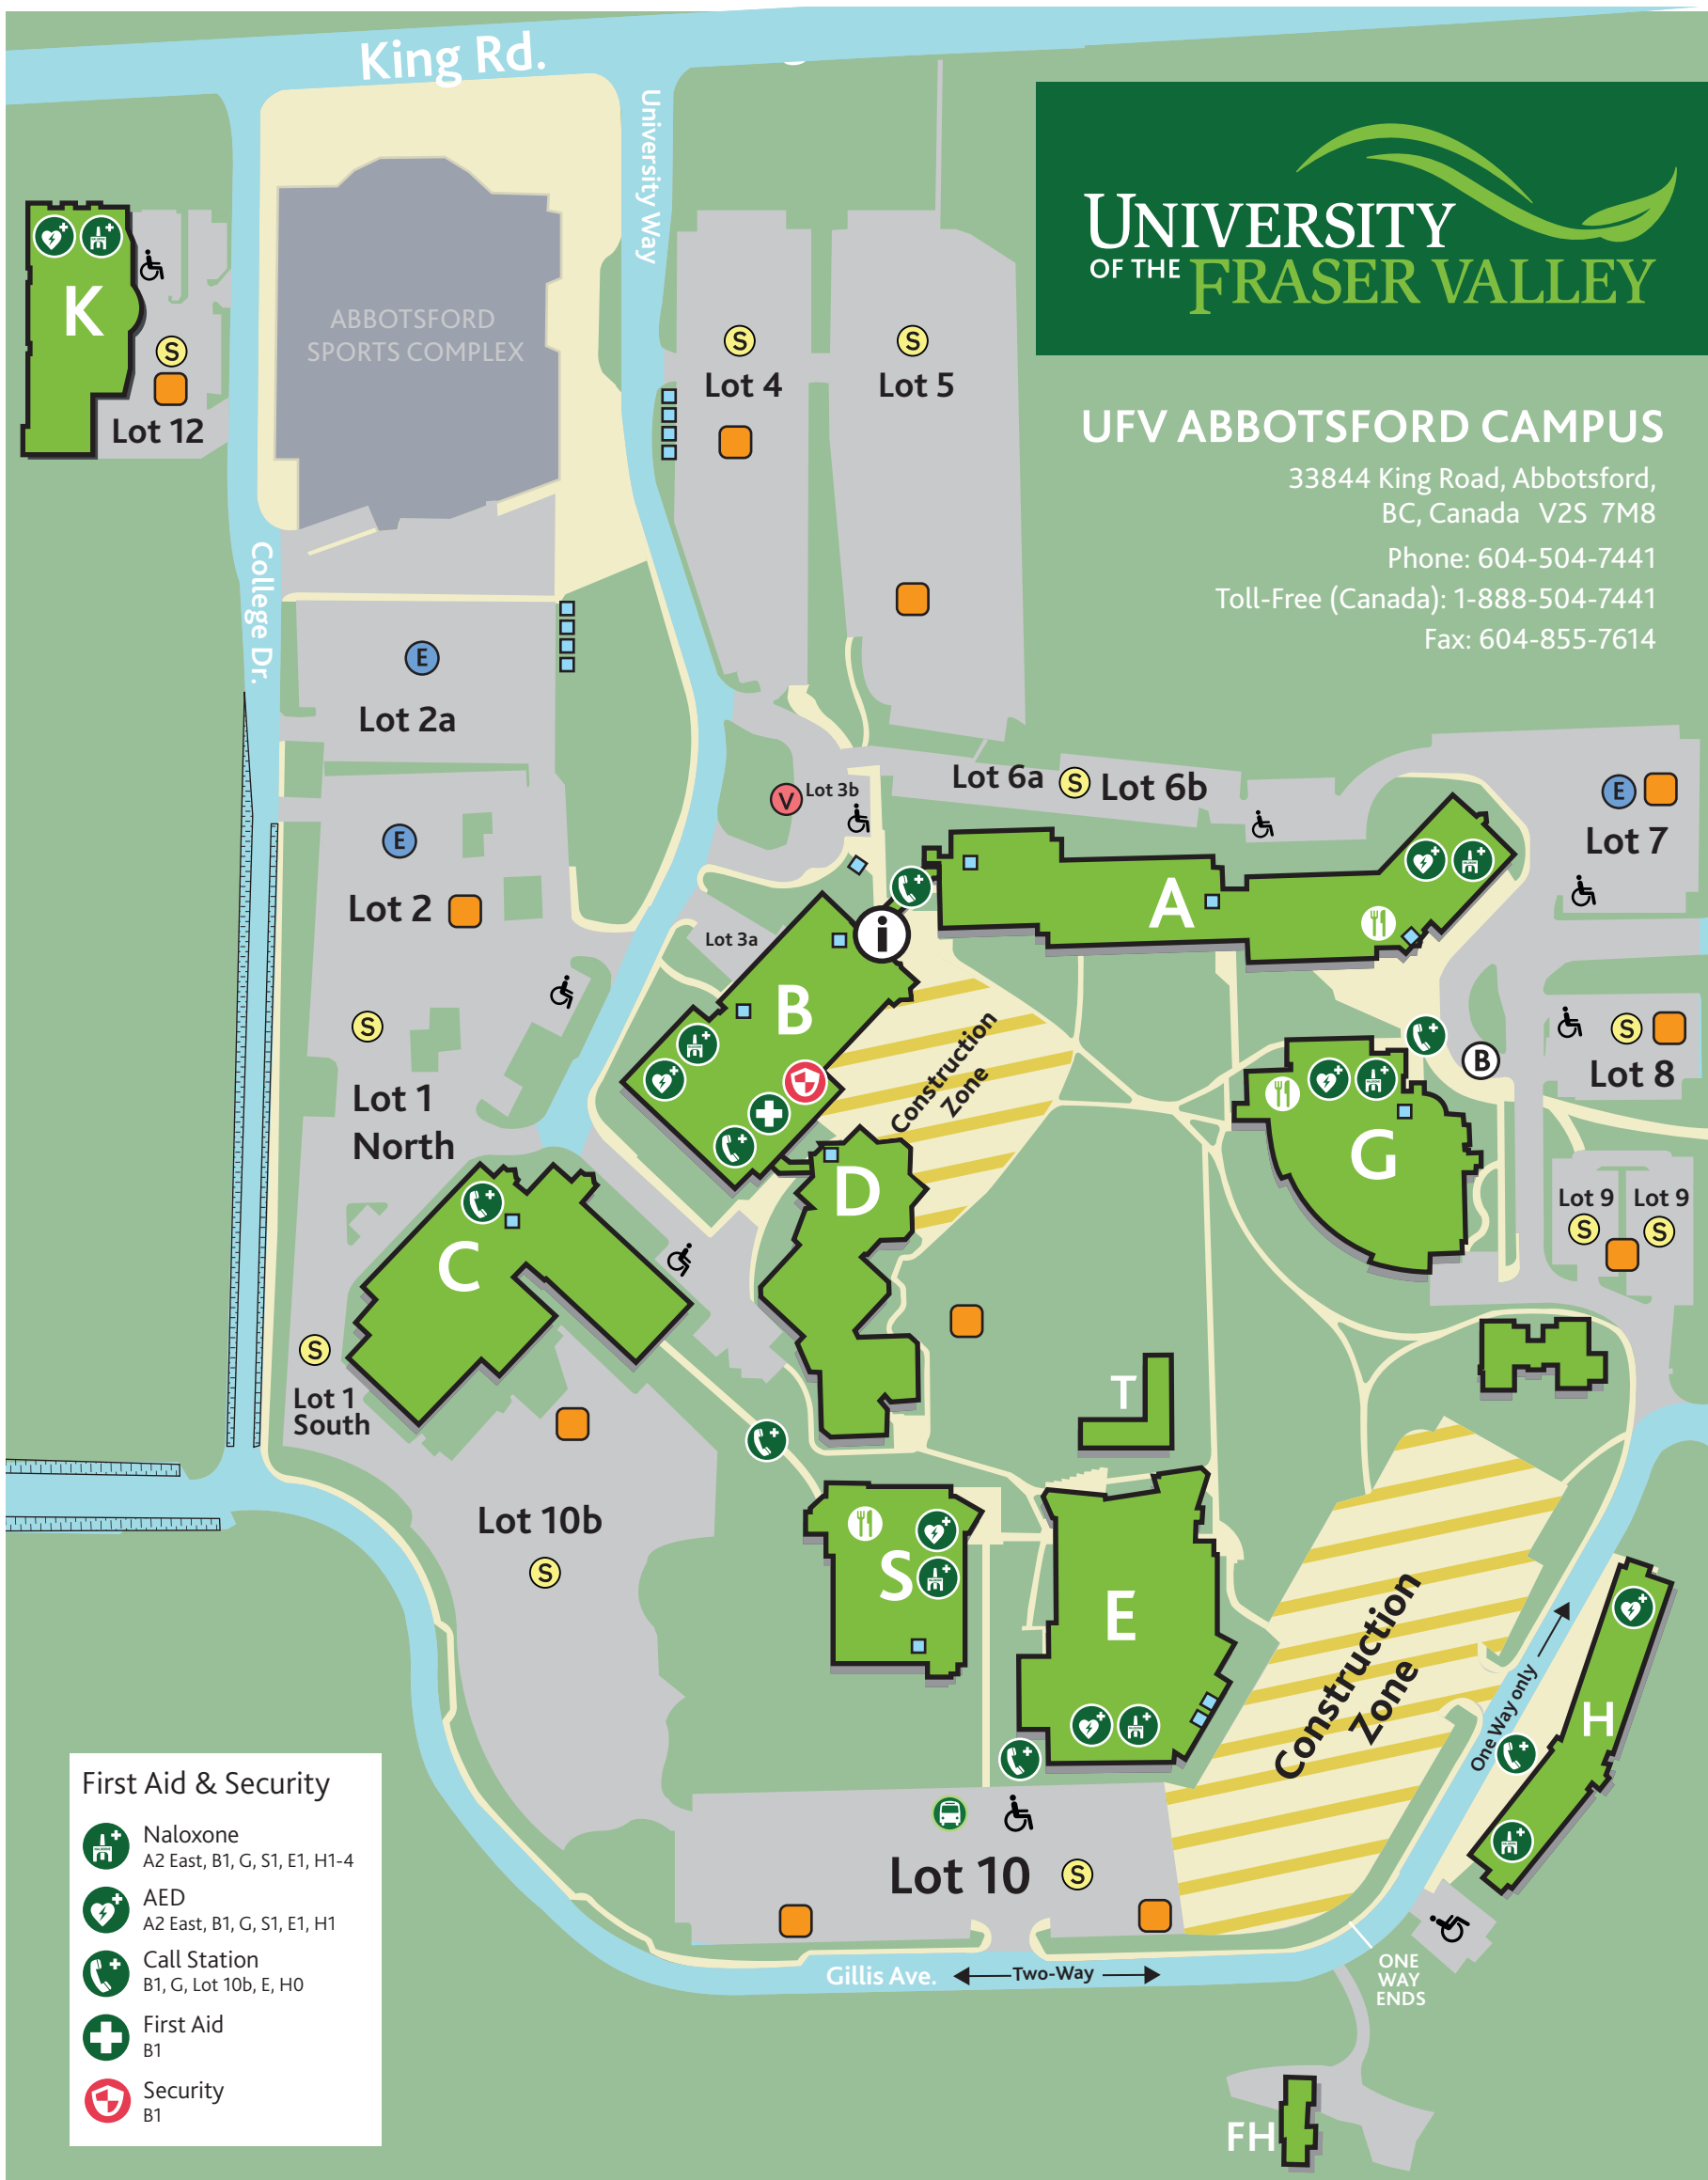 King Rd.
University Way
UNIVERSITY
OF THE FRASER VALLEY
UFV ABBOTSFORD CAMPUS
33844 King Road, Abbotsford,
BC, Canada V2S 7M8
Phone: 604-504-7441
Toll-Free (Canada): 1-888-504-7441
Fax: 604-855-7614
K
S
Lot 12
ABBOTSFORD
SPORTS COMPLEX
S
Lot 4
S
Lot 5
College Dr.
E
Lot 2a
E
Lot 2
V
Lot 3b
Lot 6a
S
Lot 6b
E
Lot 7
A
i
Lot 3a
B
S
Lot 1
North
Construction
Zone
B
S
Lot 8
G
D
C
Lot 9
Lot 9
S
S
S
Lot 1
South
T
Lot 10b
S
S
E
Construction
Zone
One Way only
H
Lot 10
S
Gillis Ave.
Two-Way
ONE
WAY
ENDS
FH
First Aid & Security
Naloxone
A2 East, B1, G, S1, E1, H1-4
AED
A2 East, B1, G, S1, E1, H1
Call Station
B1, G, Lot 10b, E, H0
First Aid
B1
Security
B1